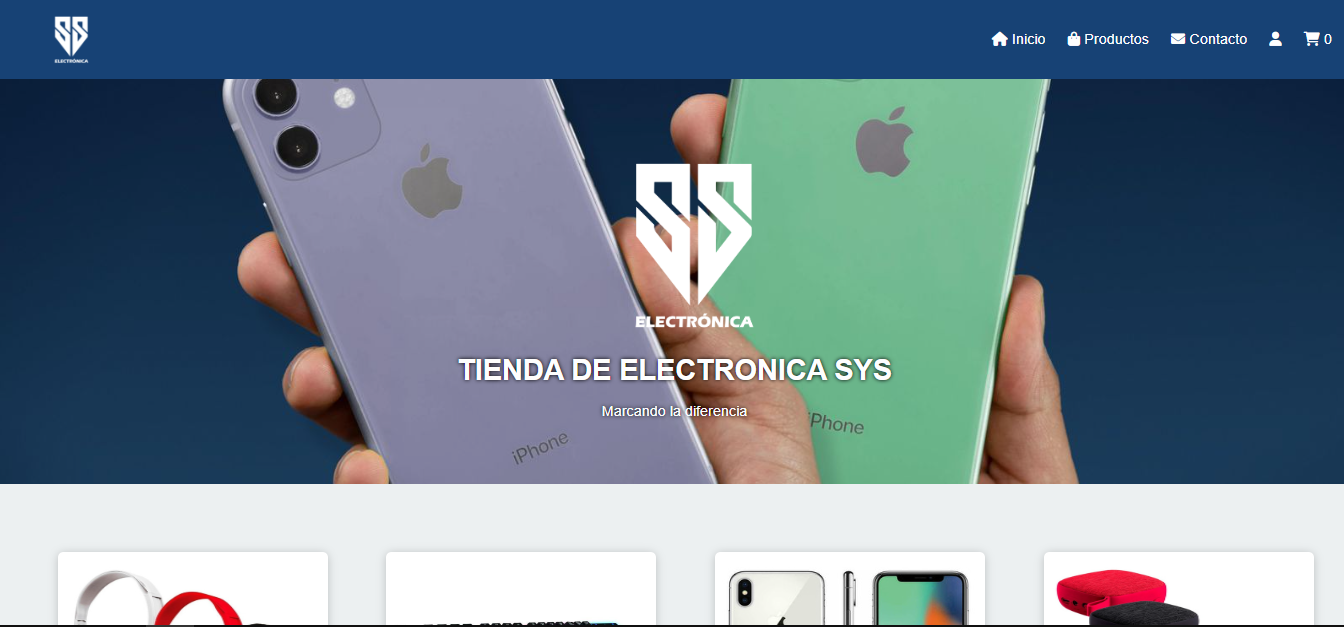 ELECTRÓNICA
Inicio
Productos
Contacto
0
ELECTRÓNICA
TIENDA DE ELECTRONICA SYS
Marcando la diferencia
iPhone
iPhone